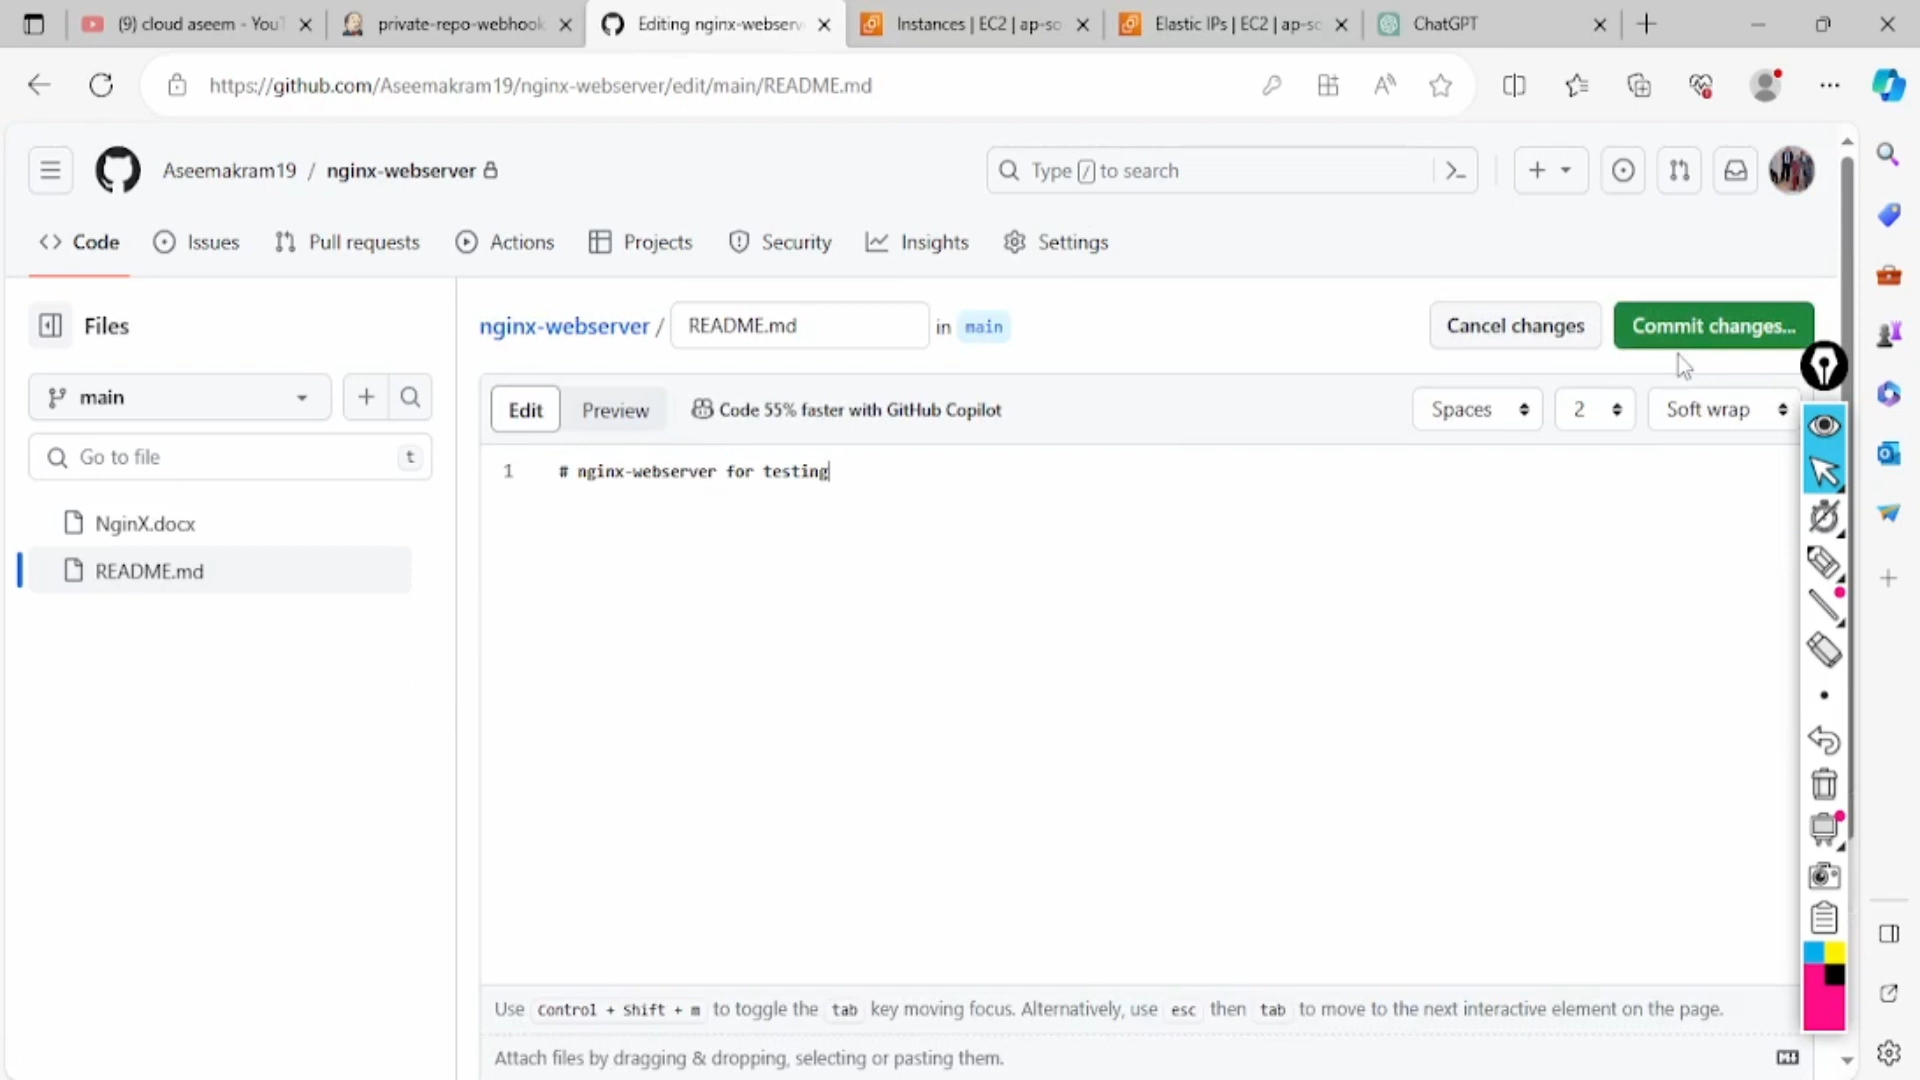 (9) cloud aseem - YouT
private-repo-webhook
Editing nginx-webserv
Instances | EC2 | ap-so
Elastic IPs | EC2 | ap-so
ChatGPT
https://github.com/Aseemakram19/nginx-webserver/edit/main/README.md
Aseemakram19 / nginx-webserver
Type / to search
Code
Issues
Pull requests
Actions
Projects
Security
Insights
Settings
Files
nginx-webserver / README.md in main
Cancel changes
Commit changes...
main
Edit
Preview
Code 55% faster with GitHub Copilot
Spaces
2
Soft wrap
Go to file
t
1 # nginx-webserver for testing
NginX.docx
README.md
Use Control + Shift + m to toggle the tab key moving focus. Alternatively, use esc then tab to move to the next interactive element on the page.
Attach files by dragging & dropping, selecting or pasting them.